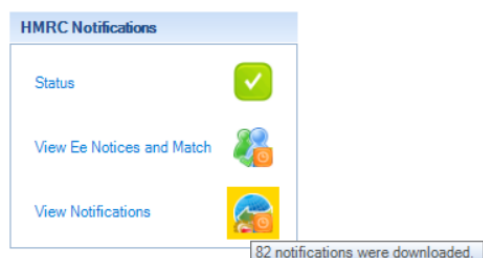 HMRC Notifications
Status
View Ee Notices and Match
View Notifications
82 notifications were downloaded.